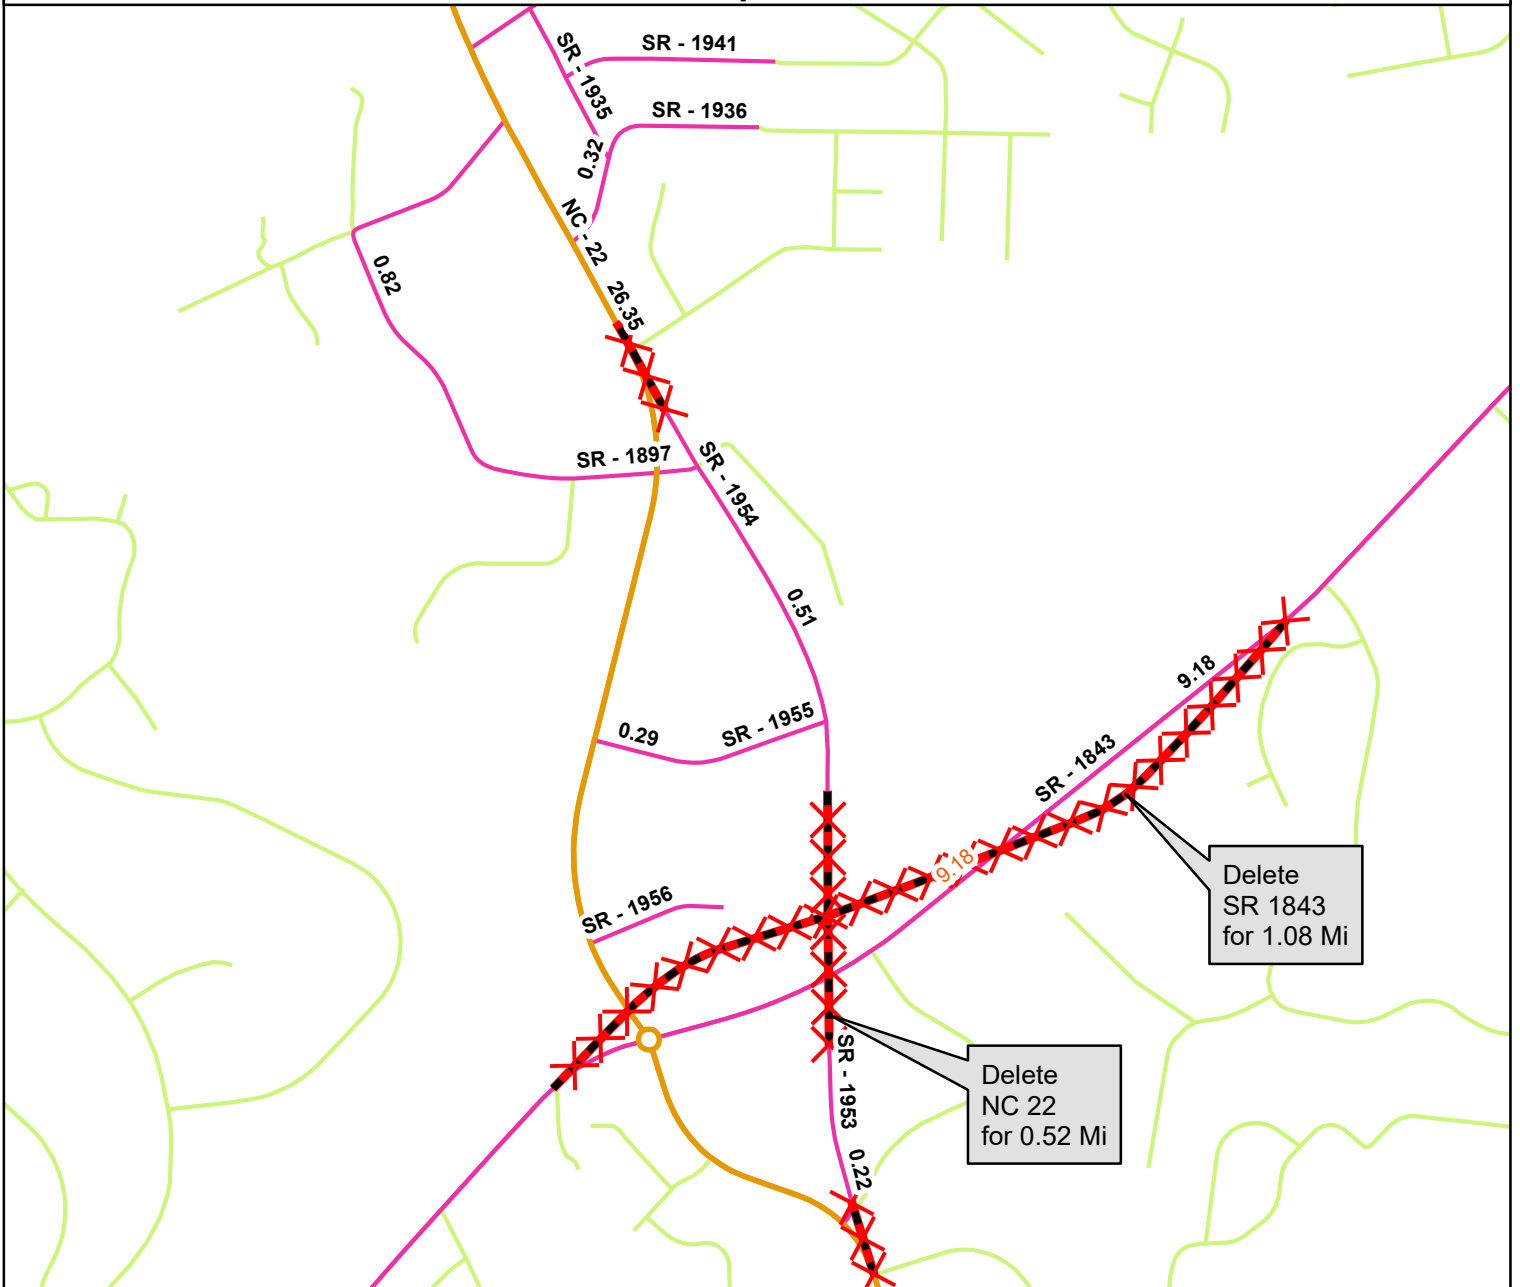 SR - 1941
SR - 1935
SR - 1936
0.32
NC - 22
0.82
26.35
SR - 1897
SR - 1954
0.51
9.18
SR - 1955
0.29
SR - 1843
9.18
Delete
SR 1843
for 1.08 Mi
SR - 1956
SR - 1953
Delete
NC 22
for 0.52 Mi
0.22